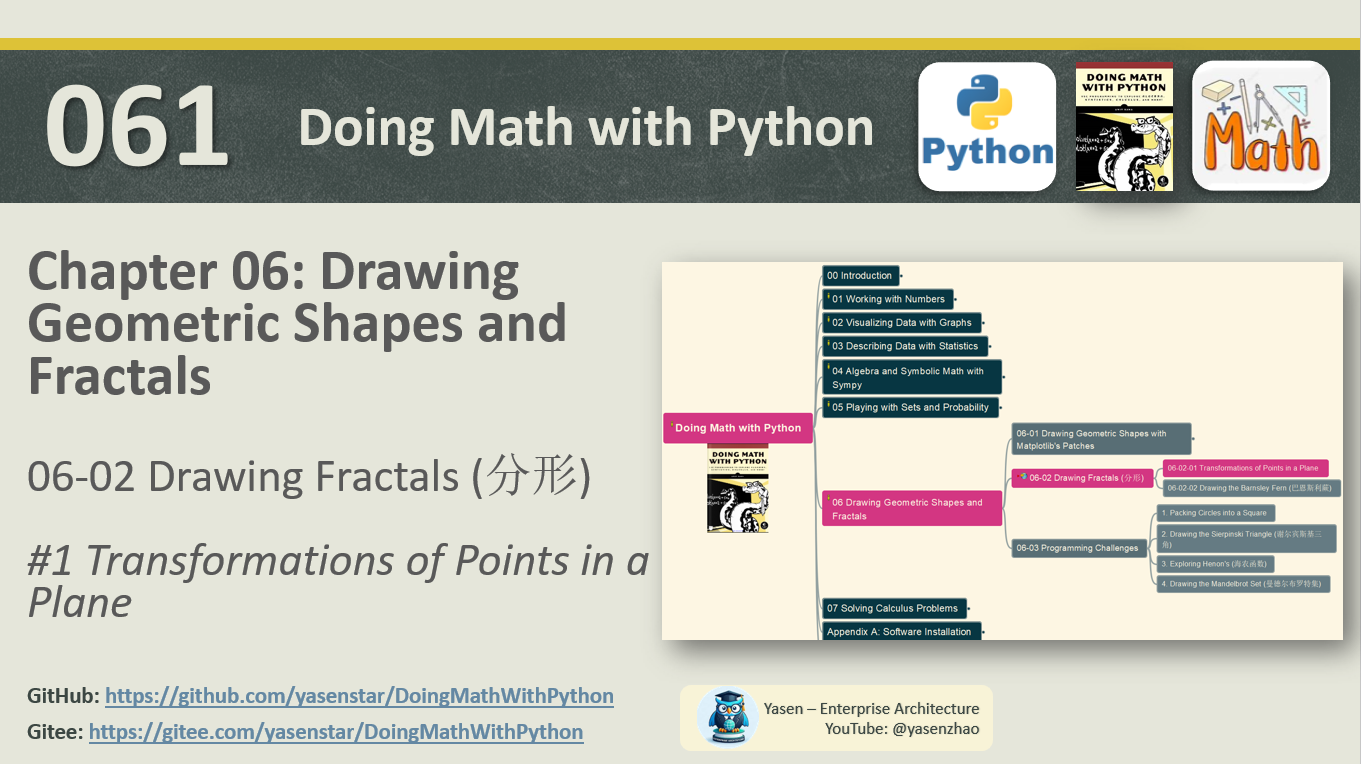 061
Doing Math with Python
Python
DOING MATH
WITH PYTHON
Math
Chapter 06: Drawing
Geometric Shapes and
Fractals
06-02 Drawing Fractals (分形)
#1 Transformations of Points in a
Plane
GitHub: https://github.com/yasenstar/DoingMathWithPython
Gitee: https://gitee.com/yasenstar/DoingMathWithPython
Doing Math with Python
DOING MATH
WITH PYTHON
00 Introduction
01 Working with Numbers
02 Visualizing Data with Graphs
03 Describing Data with Statistics
04 Algebra and Symbolic Math with
Sympy
05 Playing with Sets and Probability
06 Drawing Geometric Shapes and
Fractals
06-01 Drawing Geometric Shapes with
Matplotlib's Patches
06-02 Drawing Fractals (分形)
06-02-01 Transformations of Points in a Plane
06-02-02 Drawing the Barnsley Fern (巴恩斯利蕨)
06-03 Programming Challenges
1. Packing Circles into a Square
2. Drawing the Sierpinski Triangle (谢尔宾斯基三
角)
3. Exploring Henon's (海农函数)
4. Drawing the Mandelbrot Set (曼德尔布罗特集)
07 Solving Calculus Problems
Appendix A: Software Installation
Yasen – Enterprise Architecture
YouTube: @yasenzhao